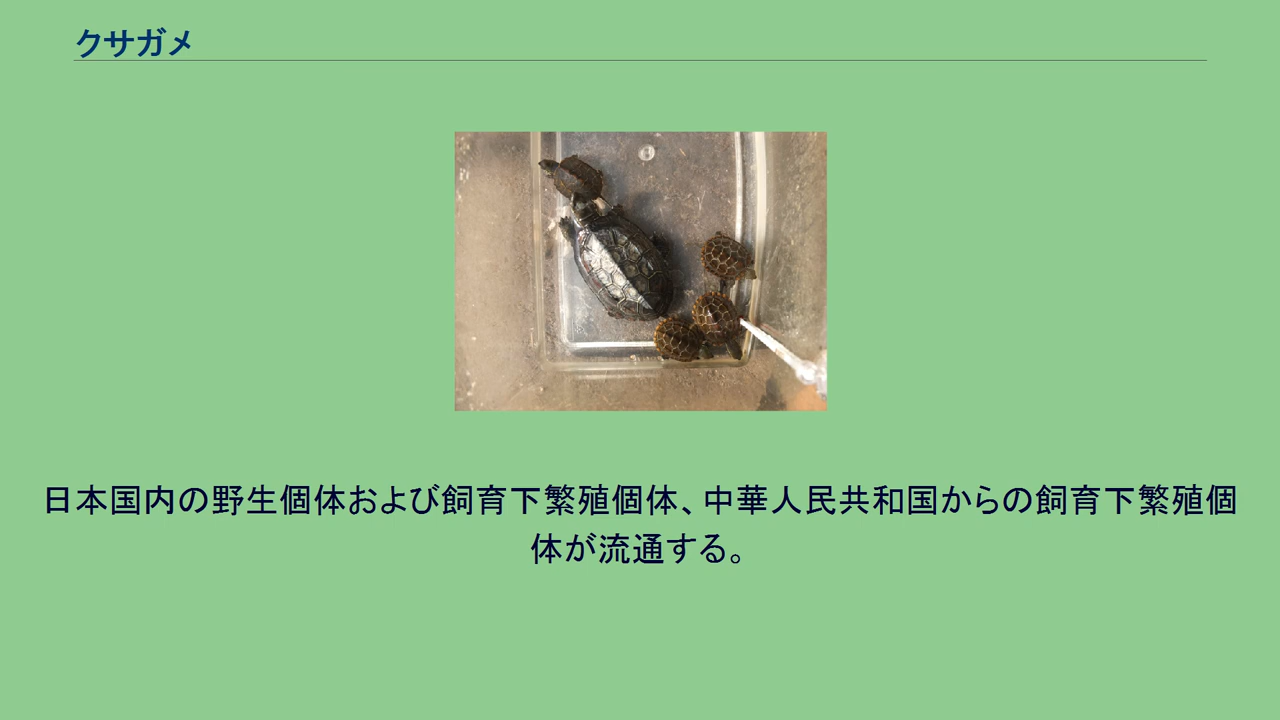 クサガメ
日本国内の野生個体および飼育下繁殖個体、中華人民共和国からの飼育下繁殖個
体が流通する。